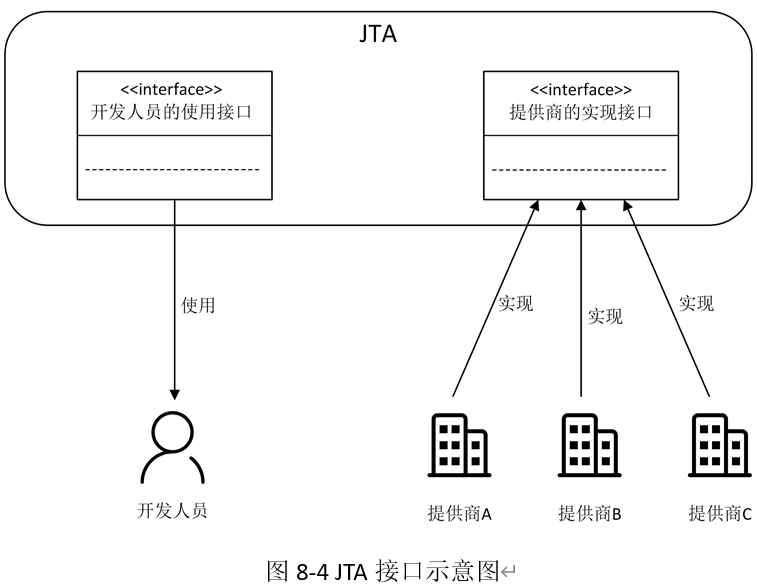 JTA
<<interface>>
开发人员的使用接口
<<interface>>
提供商的实现接口
使用
实现
实现
实现
开发人员
提供商A
提供商B
提供商C
图 8-4 JTA 接口示意图↵